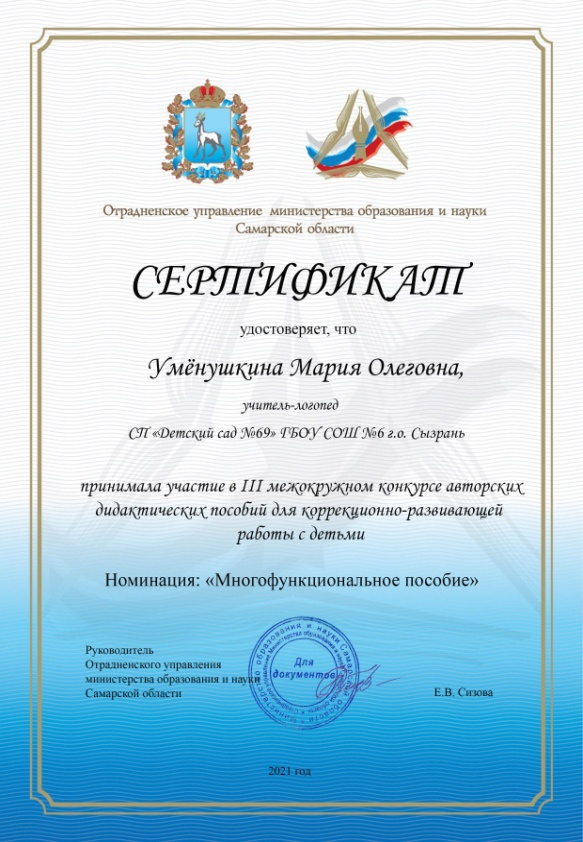 Отрадненское управление министерства образования и науки
Самарской области
СЕРТИФИКАТ
удостоверяет, что
Умёнушкина Мария Олеговна,
учитель-логопед
СП «Детский сад №69» ГБОУ СОШ №6 г.о. Сызрань
принимала участие в III межокружном конкурсе авторских
дидактических пособий для коррекционно-развивающей
работы с детьми
Номинация: «Многофункциональное пособие»
Руководитель
Отрадненского управления
министерства образования и науки
Самарской области
Для
документов
Е.В. Сизова
2021 год